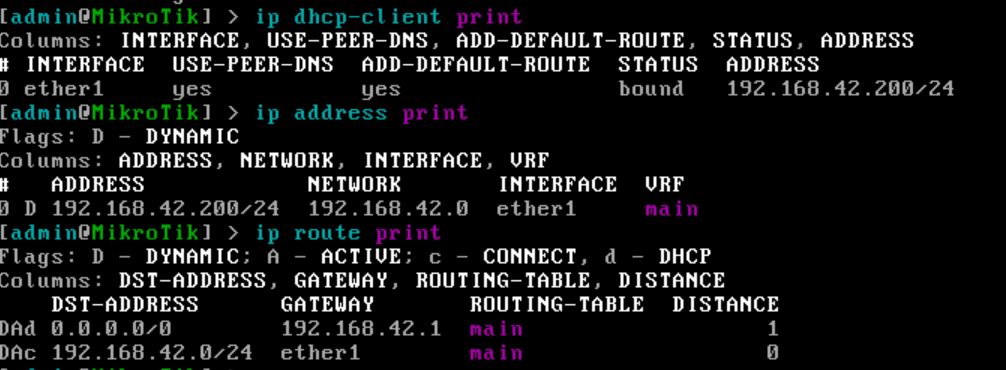 [admin@MikroTik] > ip dhcp-client print
Columns: INTERFACE, USE-PEER-DNS, ADD-DEFAULT-ROUTE, STATUS, ADDRESS
# INTERFACE USE-PEER-DNS ADD-DEFAULT-ROUTE STATUS ADDRESS
0 ether1 yes yes bound 192.168.42.200/24
[admin@MikroTik] > ip address print
Flags: D - DYNAMIC
Columns: ADDRESS, NETWORK, INTERFACE, VRF
# ADDRESS NETWORK INTERFACE VRF
0 D 192.168.42.200/24 192.168.42.0 ether1 main
[admin@MikroTik] > ip route print
Flags: D - DYNAMIC; A - ACTIVE; c - CONNECT, d - DHCP
Columns: DST-ADDRESS, GATEWAY, ROUTING-TABLE, DISTANCE
DST-ADDRESS GATEWAY ROUTING-TABLE DISTANCE
DAd 0.0.0.0/0 192.168.42.1 main 1
DAc 192.168.42.0/24 ether1 main 0